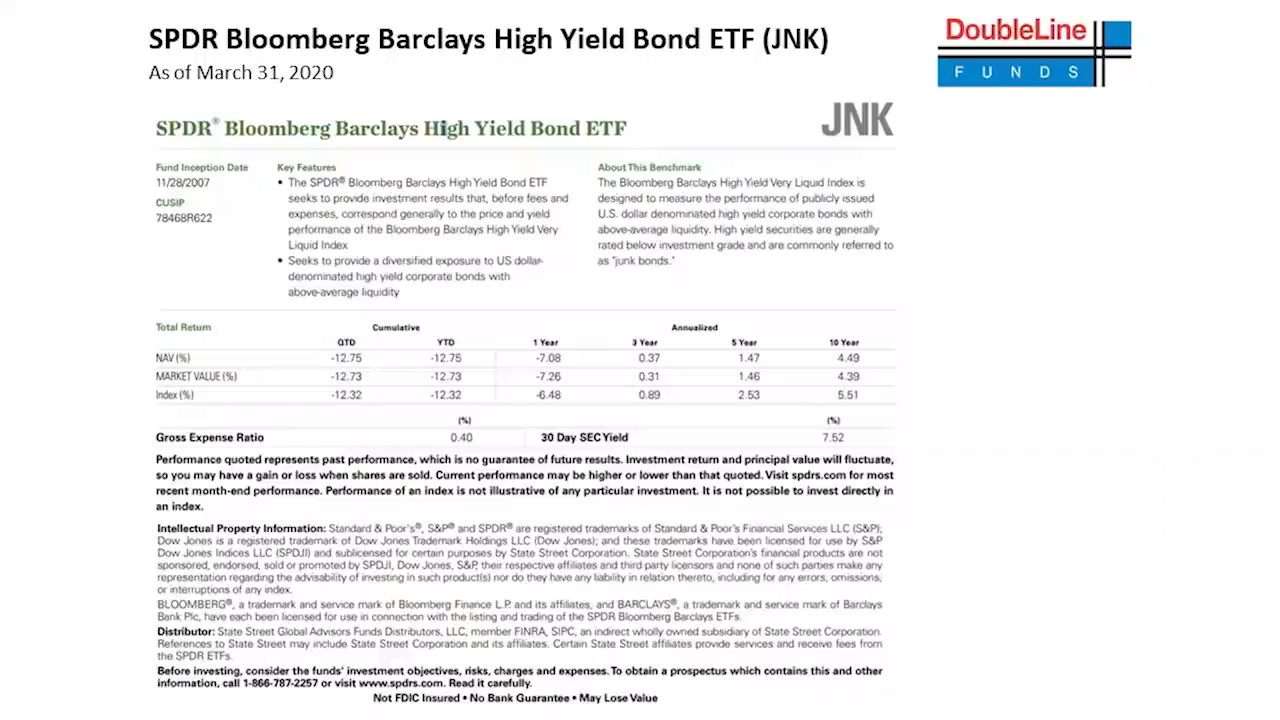 SPDR Bloomberg Barclays High Yield Bond ETF (JNK)
As of March 31, 2020
DoubleLine
FUNDS
SPDR® Bloomberg Barclays High Yield Bond ETF
JNK
Fund Inception Date
11/28/2007
CUSIP
78468R622
Key Features
• The SPDR® Bloomberg Barclays High Yield Bond ETF
seeks to provide investment results that, before fees and
expenses, correspond generally to the price and yield
performance of the Bloomberg Barclays High Yield Very
Liquid Index
• Seeks to provide a diversified exposure to US dollar-
denominated high yield corporate bonds with
above-average liquidity
About This Benchmark
The Bloomberg Barclays High Yield Very Liquid Index is
designed to measure the performance of publicly issued
U.S. dollar denominated high yield corporate bonds with
above-average liquidity. High yield securities are generally
rated below investment grade and are commonly referred to
as "junk bonds."
Total Return Cumulative Annualized
QTD YTD 1 Year 3 Year 5 Year 10 Year
NAV (%) -12.75 -12.75 -7.08 0.37 1.47 4.49
MARKET VALUE (%) -12.73 -12.73 -7.26 0.31 1.46 4.39
Index (%) -12.32 -12.32 -6.48 0.89 2.53 5.51
(%) (%)
Gross Expense Ratio 0.40 30 Day SEC Yield 7.52
Performance quoted represents past performance, which is no guarantee of future results. Investment return and principal value will fluctuate,
so you may have a gain or loss when shares are sold. Current performance may be higher or lower than that quoted. Visit spdrs.com for most
recent month-end performance. Performance of an index is not illustrative of any particular investment. It is not possible to invest directly in
an index.
Intellectual Property Information: Standard & Poor's®, S&P® and SPDR® are registered trademarks of Standard & Poor's Financial Services LLC (S&P);
Dow Jones is a registered trademark of Dow Jones Trademark Holdings LLC (Dow Jones); and these trademarks have been licensed for use by S&P
Dow Jones Indices LLC (SPDJI) and sublicensed for certain purposes by State Street Corporation. State Street Corporation's financial products are not
sponsored, endorsed, sold or promoted by SPDJI, Dow Jones, S&P, their respective affiliates and third party licensors and none of such parties make any
representation regarding the advisability of investing in such product(s) nor do they have any liability in relation thereto, including for any errors, omissions,
or interruptions of any index.
BLOOMBERG®, a trademark and service mark of Bloomberg Finance L.P. and its affiliates, and BARCLAYS®, a trademark and service mark of Barclays
Bank Plc, have each been licensed for use in connection with the listing and trading of the SPDR Bloomberg Barclays ETFs.
Distributor: State Street Global Advisors Funds Distributors, LLC, member FINRA, SIPC, an indirect wholly owned subsidiary of State Street Corporation.
References to State Street may include State Street Corporation and its affiliates. Certain State Street affiliates provide services and receive fees from
the SPDR ETFs.
Before investing, consider the funds' investment objectives, risks, charges and expenses. To obtain a prospectus which contains this and other
information, call 1-866-787-2257 or visit www.spdrs.com. Read it carefully.
Not FDIC Insured • No Bank Guarantee • May Lose Value